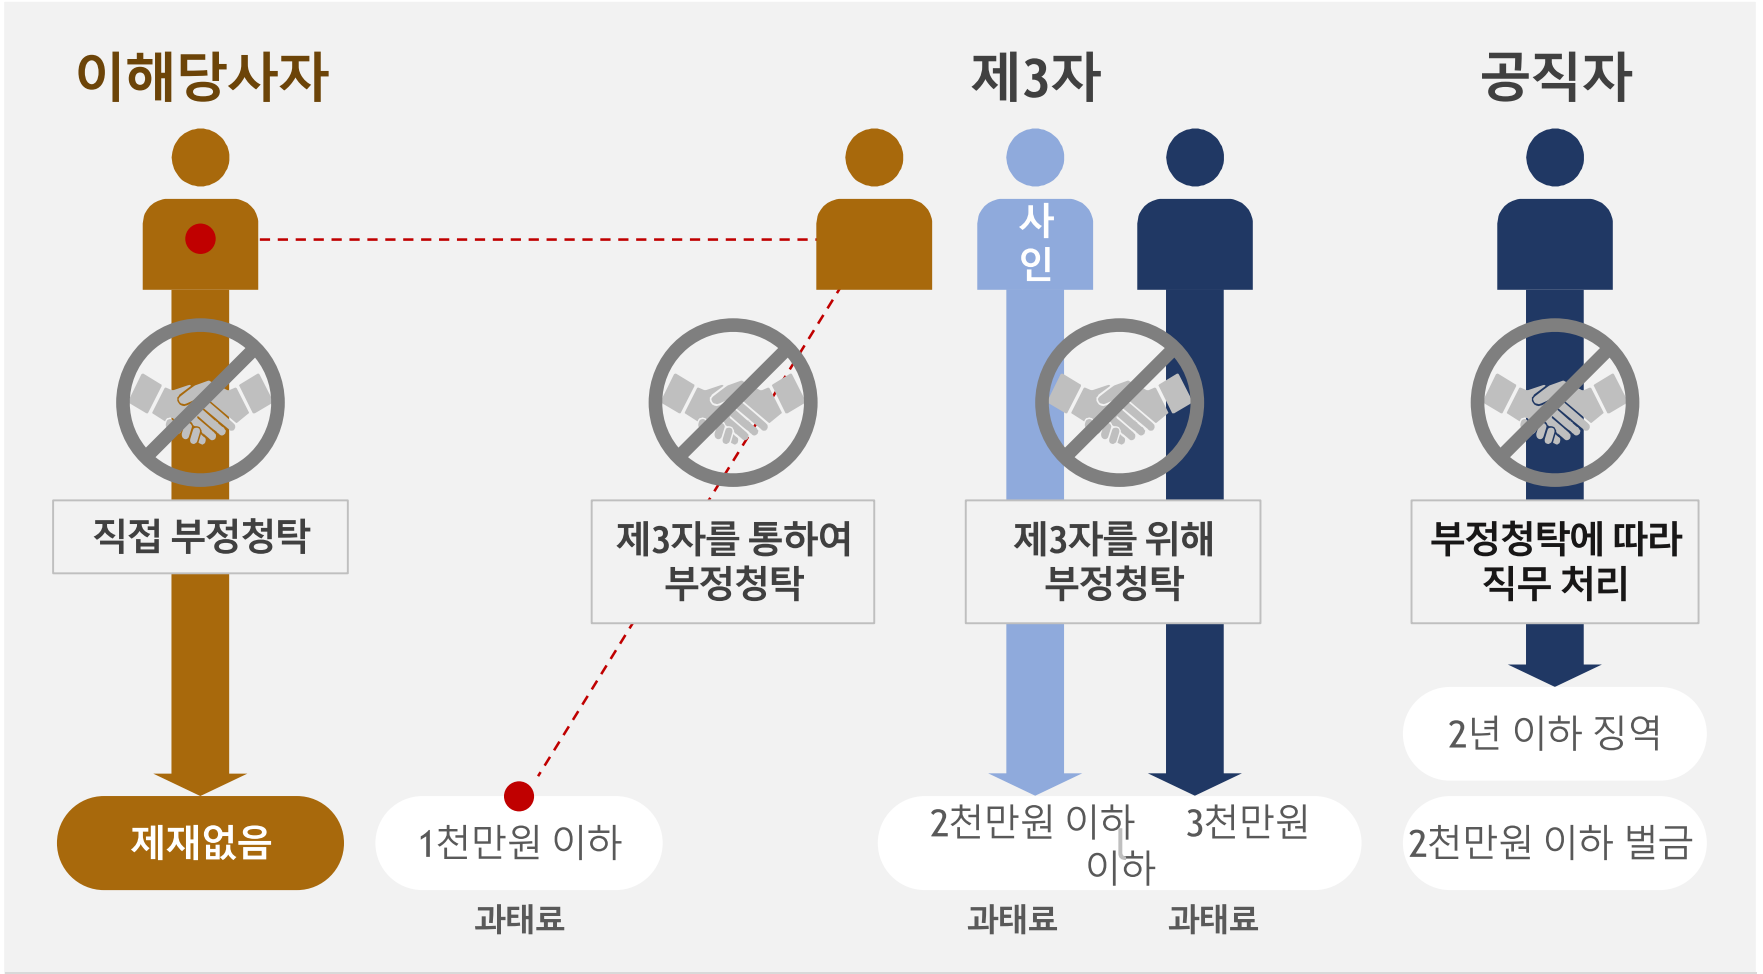 이해당사자
제3자
공직자
사
인
직접 부정청탁
제3자를 통하여
부정청탁
제3자를 위해
부정청탁
부정청탁에 따라
직무 처리
2년 이하 징역
제재없음
1천만원 이하
2천만원 이하 3천만원
이하
2천만원 이하 벌금
과태료
과태료
과태료